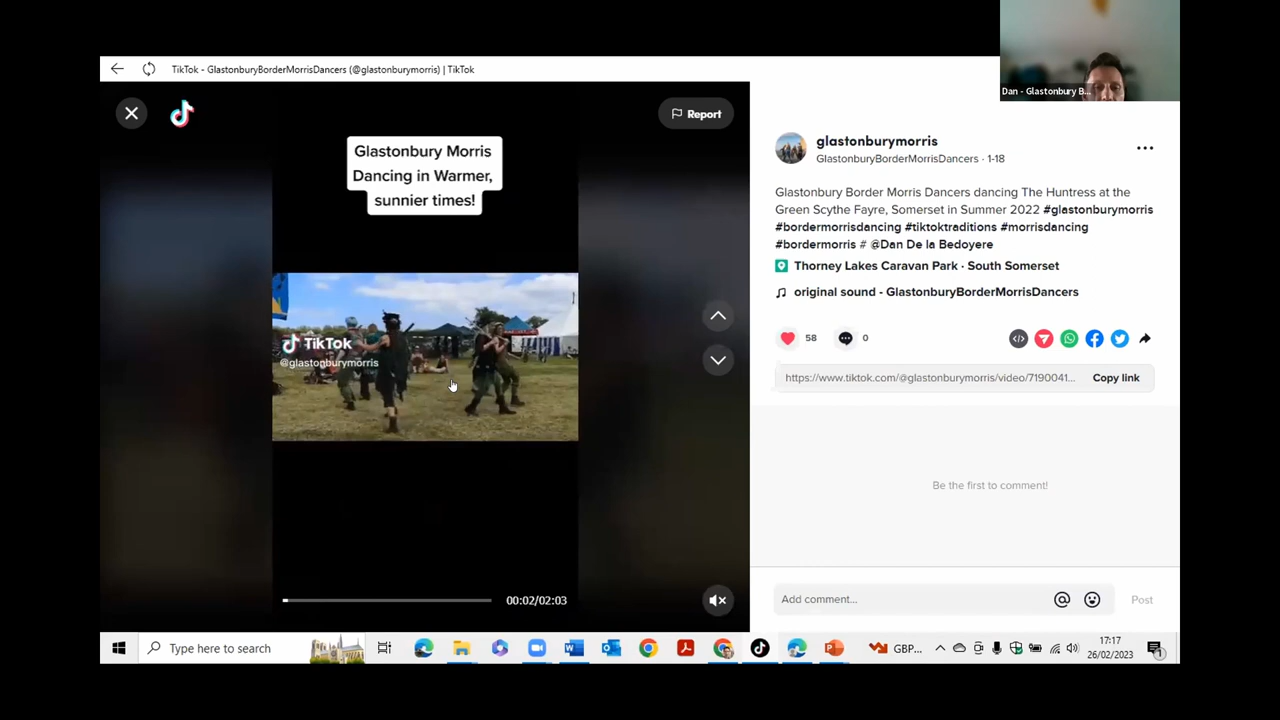 TikTok - GlastonburyBorderMorrisDancers (@glastonburymorris) | TikTok
Dan - Glastonbury B...
Report
Glastonbury Morris
Dancing in Warmer,
sunnier times!
TikTok
@glastonburymorris
00:02/02:03
glastonburymorris
GlastonburyBorderMorrisDancers · 1-18
Glastonbury Border Morris Dancers dancing The Huntress at the
Green Scythe Fayre, Somerset in Summer 2022 #glastonburymorris
#bordermorrisdancing #tiktoktraditions #morrisdancing
#bordermorris # @Dan De la Bedoyere
Thorney Lakes Caravan Park · South Somerset
original sound - GlastonburyBorderMorrisDancers
58
0
https://www.tiktok.com/@glastonburymorris/video/7190041...
Copy link
Be the first to comment!
Add comment...
Post
Type here to search
GBP...
17:17
26/02/2023
1